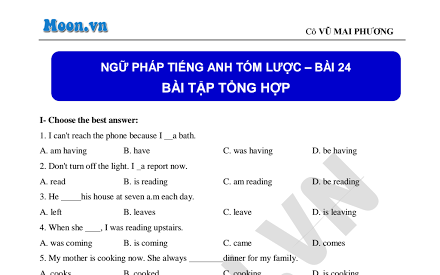 Moon.vn
Cô VŨ MAI PHƯƠNG
NGỮ PHÁP TIẾNG ANH TÓM LƯỢC – BÀI 24
BÀI TẬP TỔNG HỢP
I- Choose the best answer:
1. I can't reach the phone because I __a bath.
A. am having B. have C. was having D. be having
2. Don't turn off the light. I _a report now.
A. read B. is reading C. am reading D. be reading
3. He _____his house at seven a.m each day.
A. left B. leaves C. leave D. is leaving
4. When she ____, I was reading upstairs.
A. was coming B. is coming C. came D. comes
5. My mother is cooking now. She always ________dinner for my family.
A. cooks B. cooked C. cooking D. is cooking